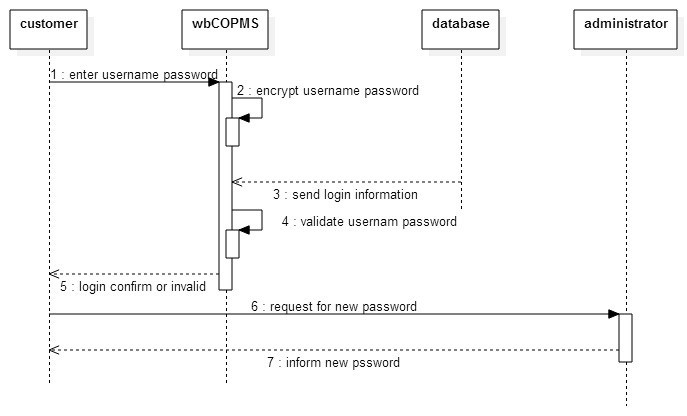 customer
wbCOPMS
database
administrator
1 : enter username password
2 : encrypt username password
3 : send login information
4 : validate usernam password
5 : login confirm or invalid
6 : request for new password
7 : inform new pssword